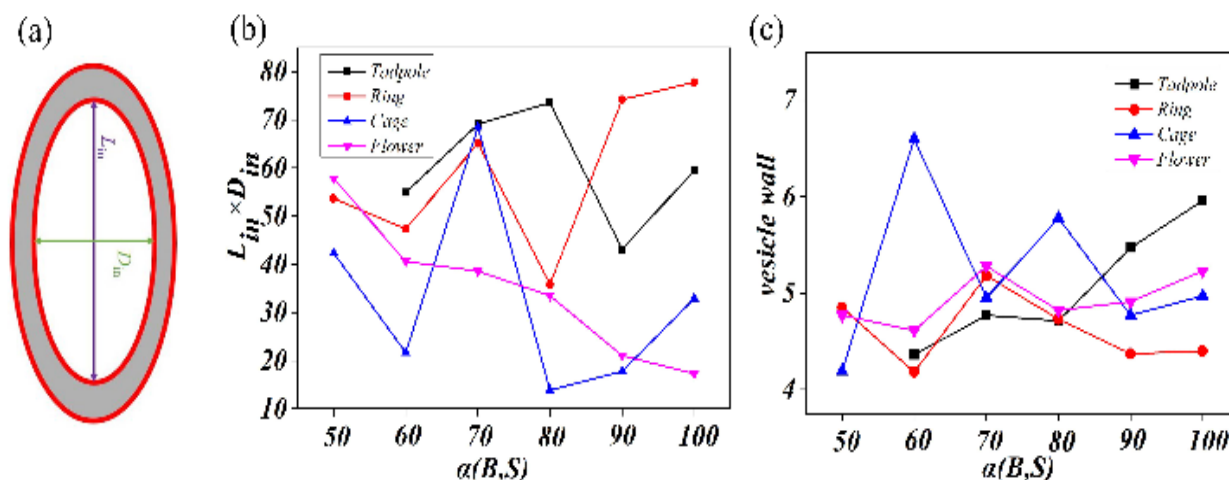 (a)
L_in
D_in
(b)
L_in × D_in
80
70
60
50
40
30
20
10
Tadpole
Ring
Cage
Flower
50 60 70 80 90 100
α(B,S)
(c)
vesicle wall
7
6
5
4
Tadpole
Ring
Cage
Flower
50 60 70 80 90 100
α(B,S)